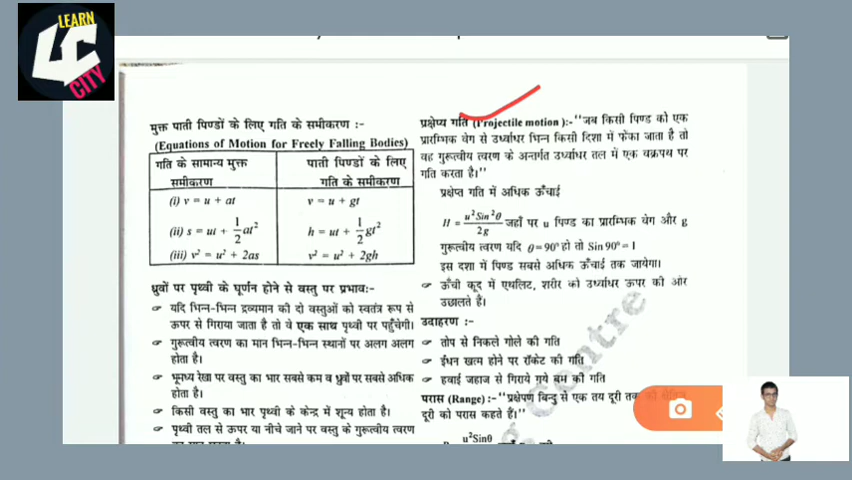 LEARN
LC
CITY
मुक्त पाती पिण्डों के लिए गति के समीकरण :-
(Equations of Motion for Freely Falling Bodies)
गति के सामान्य मुक्त समीकरण | पाती पिण्डों के लिए गति के समीकरण
(i) v = u + at | v = u + gt
(ii) s = ut + 1/2 at² | h = ut + 1/2 gt²
(iii) v² = u² + 2as | v² = u² + 2gh
ध्रुवों पर पृथ्वी के घूर्णन होने से वस्तु पर प्रभाव:-
☞ यदि भिन्न-भिन्न द्रव्यमान की दो वस्तुओं को स्वतंत्र रूप से
ऊपर से गिराया जाता है तो वे एक साथ पृथ्वी पर पहुँचेगी।
☞ गुरूत्वीय त्वरण का मान भिन्न-भिन्न स्थानों पर अलग अलग
होता है।
☞ भूमध्य रेखा पर वस्तु का भार सबसे कम व ध्रुवों पर सबसे अधिक
होता है।
☞ किसी वस्तु का भार पृथ्वी के केन्द्र में शून्य होता है।
☞ पृथ्वी तल से ऊपर या नीचे जाने पर वस्तु के गुरूत्वीय त्वरण
प्रक्षेप्य गति (Projectile motion):-"जब किसी पिण्ड को एक
प्रारम्भिक वेग से उर्ध्वाधर भिन्न किसी दिशा में फेंका जाता है तो
वह गुरूत्वीय त्वरण के अन्तर्गत उर्ध्वाधर तल में एक वक्रपथ पर
गति करता है।"
प्रक्षेप्त गति में अधिक ऊँचाई
H = u²Sin²θ/2g जहाँ पर u पिण्ड का प्रारम्भिक वेग और g
गुरूत्वीय त्वरण यदि θ = 90° हो तो Sin 90° = 1
इस दशा में पिण्ड सबसे अधिक ऊँचाई तक जायेगा।
☞ ऊँची कूद में एथलिट, शरीर को उर्ध्वाधर ऊपर की ओर
उछालते हैं।
उदाहरण :-
☞ तोप से निकले गोले की गति
☞ ईंधन खत्म होने पर रॉकेट की गति
☞ हवाई जहाज से गिराये गये बम की गति
परास (Range) :-"प्रक्षेपण बिन्दु से एक तय दूरी तक की
दूरी को परास कहते हैं।"
u²Sinθ
Centre